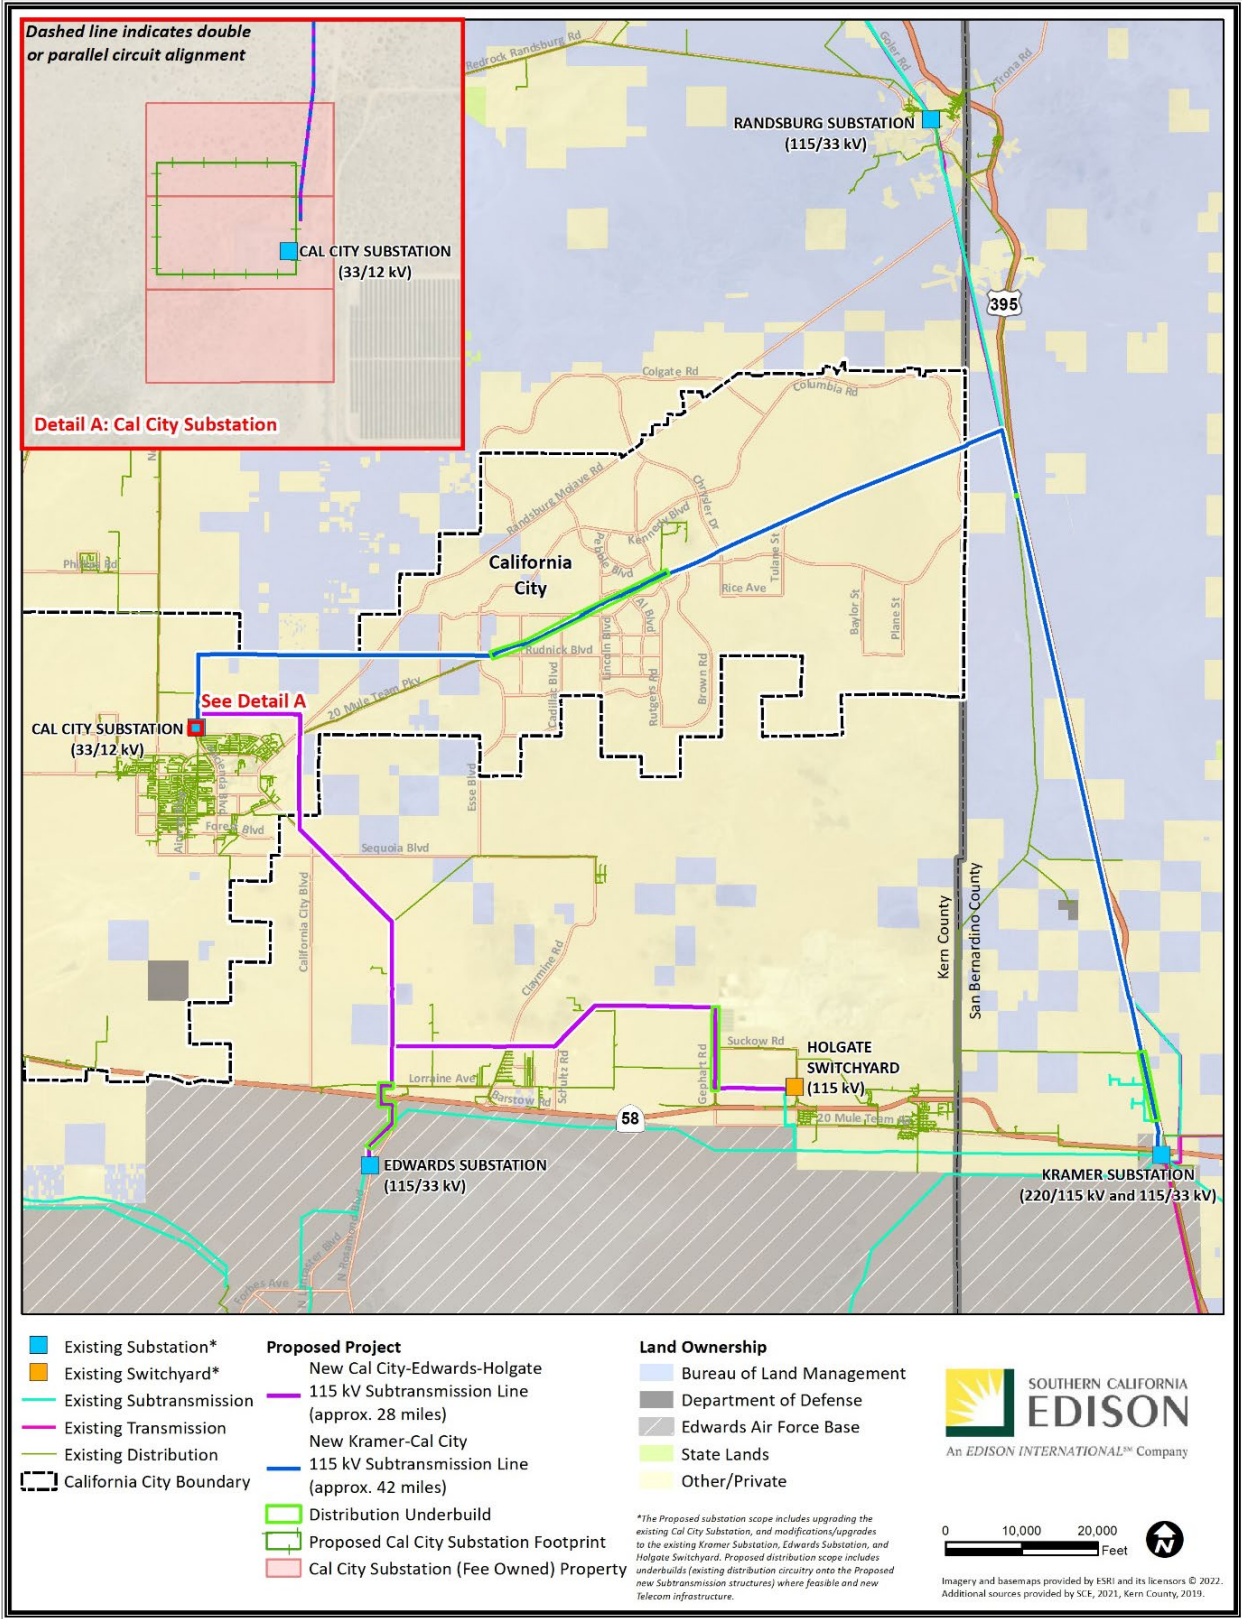 Dashed line indicates double
or parallel circuit alignment
CAL CITY SUBSTATION
(33/12 kV)
Detail A: Cal City Substation
Redrock Randsburg Rd
Goler Rd
Trona Rd
RANDSBURG SUBSTATION
(115/33 kV)
395
Colgate Rd
Columbia Rd
Randsburg Mojave Rd
Chrysler Dr
Kennedy Blvd
Pebble Blvd
California
City
Tulane St
Rice Ave
Al Blvd
Baylor St
Plane St
Rudnick Blvd
Lincoln Blvd
Cadillac Blvd
Rutgers Rd
Brown Rd
20 Mule Team Pkv
See Detail A
CAL CITY SUBSTATION
(33/12 kV)
Esse Blvd
Sequoia Blvd
California City Blvd
Claymine Rd
Kern County
San Bernardino County
Suckow Rd
HOLGATE
SWITCHYARD
(115 kV)
Gephart Rd
Schultz Rd
Lorraine Ave
Barstow Rd
58
20 Mule Team
EDWARDS SUBSTATION
(115/33 kV)
KRAMER SUBSTATION
(220/115 kV and 115/33 kV)
N Rosamond Blvd
Forbes Ave
Existing Substation*
Existing Switchyard*
Existing Subtransmission
Existing Transmission
Existing Distribution
California City Boundary
Proposed Project
New Cal City-Edwards-Holgate
115 kV Subtransmission Line
(approx. 28 miles)
New Kramer-Cal City
115 kV Subtransmission Line
(approx. 42 miles)
Distribution Underbuild
Proposed Cal City Substation Footprint
Cal City Substation (Fee Owned) Property
Land Ownership
Bureau of Land Management
Department of Defense
Edwards Air Force Base
State Lands
Other/Private
*The Proposed substation scope includes upgrading the
existing Cal City Substation, and modifications/upgrades
to the existing Kramer Substation, Edwards Substation, and
Holgate Switchyard. Proposed distribution scope includes
underbuilds (existing distribution circuitry onto the Proposed
new Subtransmission structures) where feasible and new
Telecom infrastructure.
SOUTHERN CALIFORNIA
EDISON
An EDISON INTERNATIONAL℠ Company
0 10,000 20,000
Feet
N
Imagery and basemaps provided by ESRI and its licensors © 2022.
Additional sources provided by SCE, 2021, Kern County, 2019.